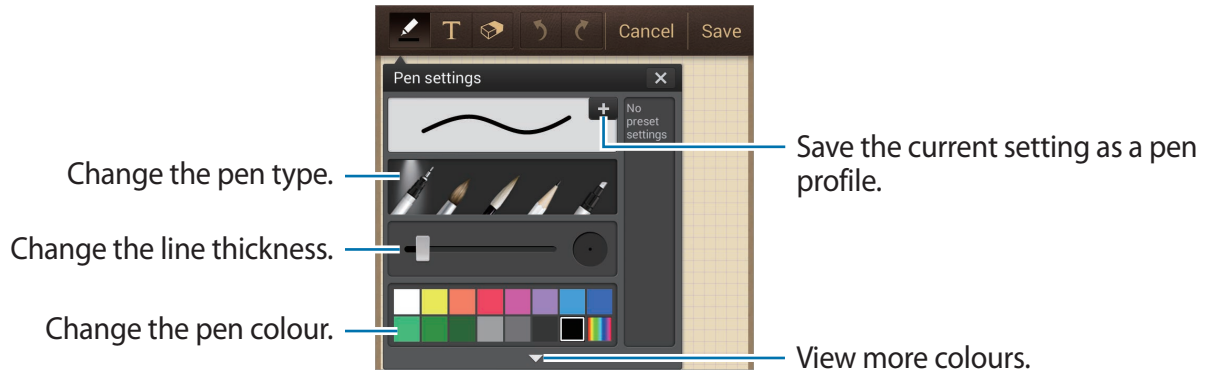 T Cancel Save
Pen settings
No
preset
settings
Save the current setting as a pen
profile.
Change the pen type.
Change the line thickness.
Change the pen colour.
View more colours.